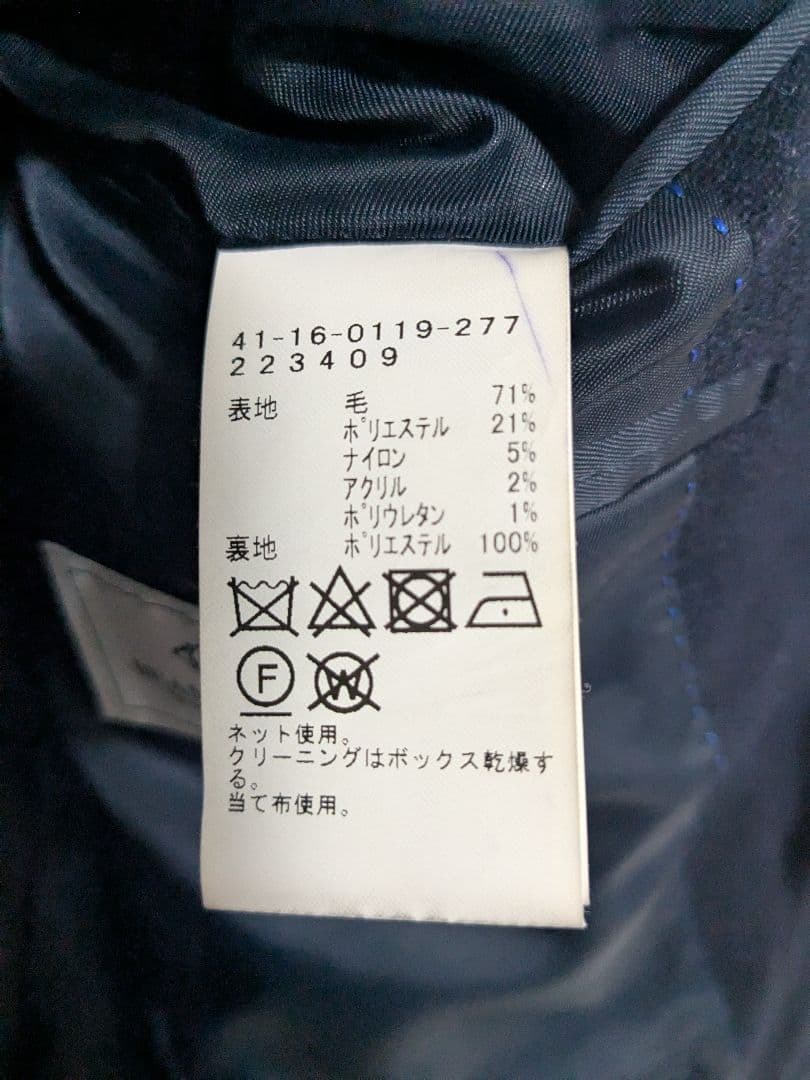 41-16-0119-277
223409
表地 毛 71%
ポリエステル 21%
ナイロン 5%
アクリル 2%
ポリウレタン 1%
裏地 ポリエステル 100%
F W
ネット使用。
クリーニングはボックス乾燥す
る。
当て布使用。